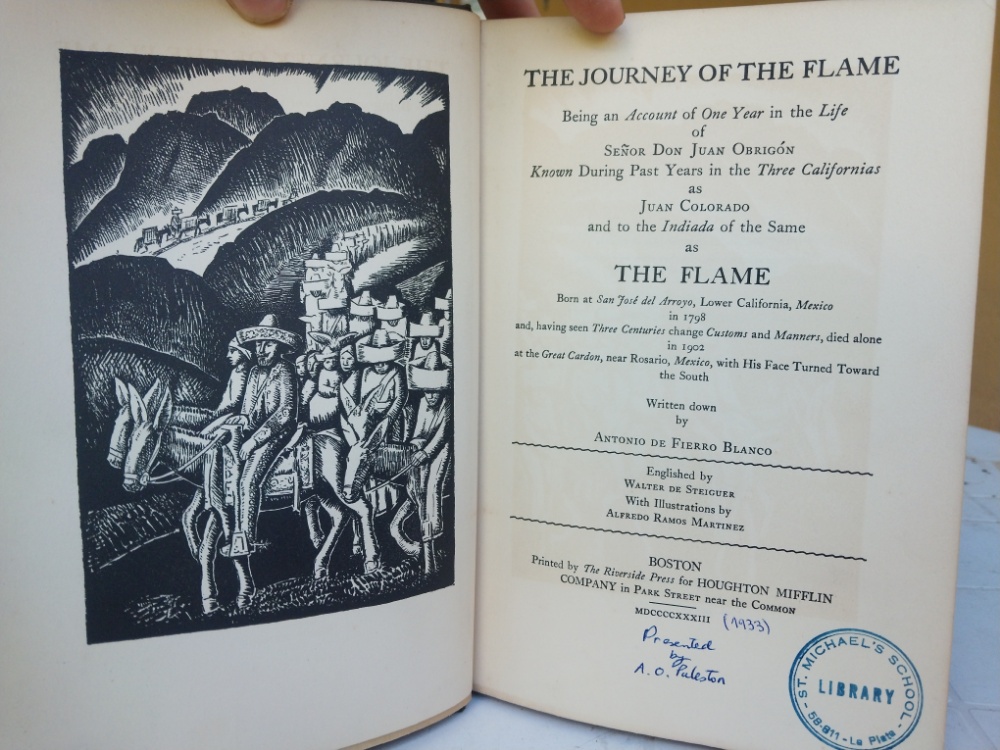 THE JOURNEY OF THE FLAME
Being an Account of One Year in the Life
of
SEÑOR DON JUAN OBRIGÓN
Known During Past Years in the Three Californias
as
JUAN COLORADO
and to the Indiada of the Same
as
THE FLAME
Born at San José del Arroyo, Lower California, Mexico
in 1798
and, having seen Three Centuries change Customs and Manners, died alone
in 1902
at the Great Cardon, near Rosario, Mexico, with His Face Turned Toward
the South
Written down
by
ANTONIO DE FIERRO BLANCO
Englished by
WALTER DE STEIGUER
With Illustrations by
ALFREDO RAMOS MARTINEZ
BOSTON
Printed by The Riverside Press for HOUGHTON MIFFLIN
COMPANY in PARK STREET near the COMMON
MDCCCCXXXIII (1933)
Presented
by
A. O. Puleston
ST. MICHAEL'S SCHOOL
LIBRARY
58-811-La Plata-